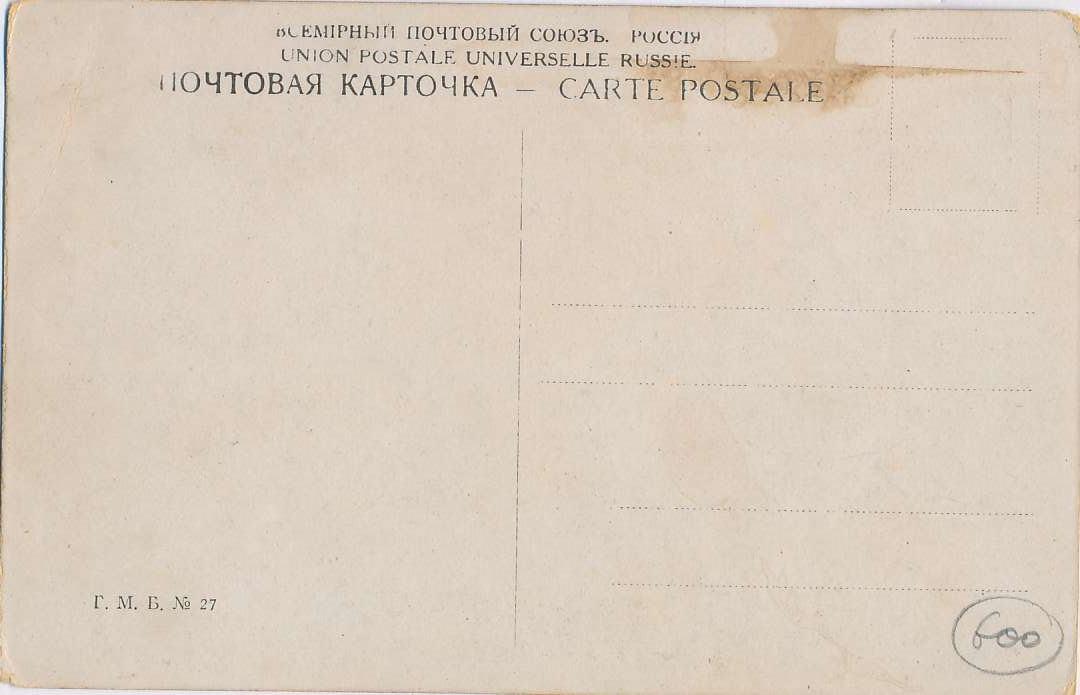 ВСЕМІРНЫЙ ПОЧТОВЫЙ СОЮЗЪ. РОССІЯ
UNION POSTALE UNIVERSELLE RUSSIE.
ПОЧТОВАЯ КАРТОЧКА — CARTE POSTALE
Г. М. Б. № 27
600